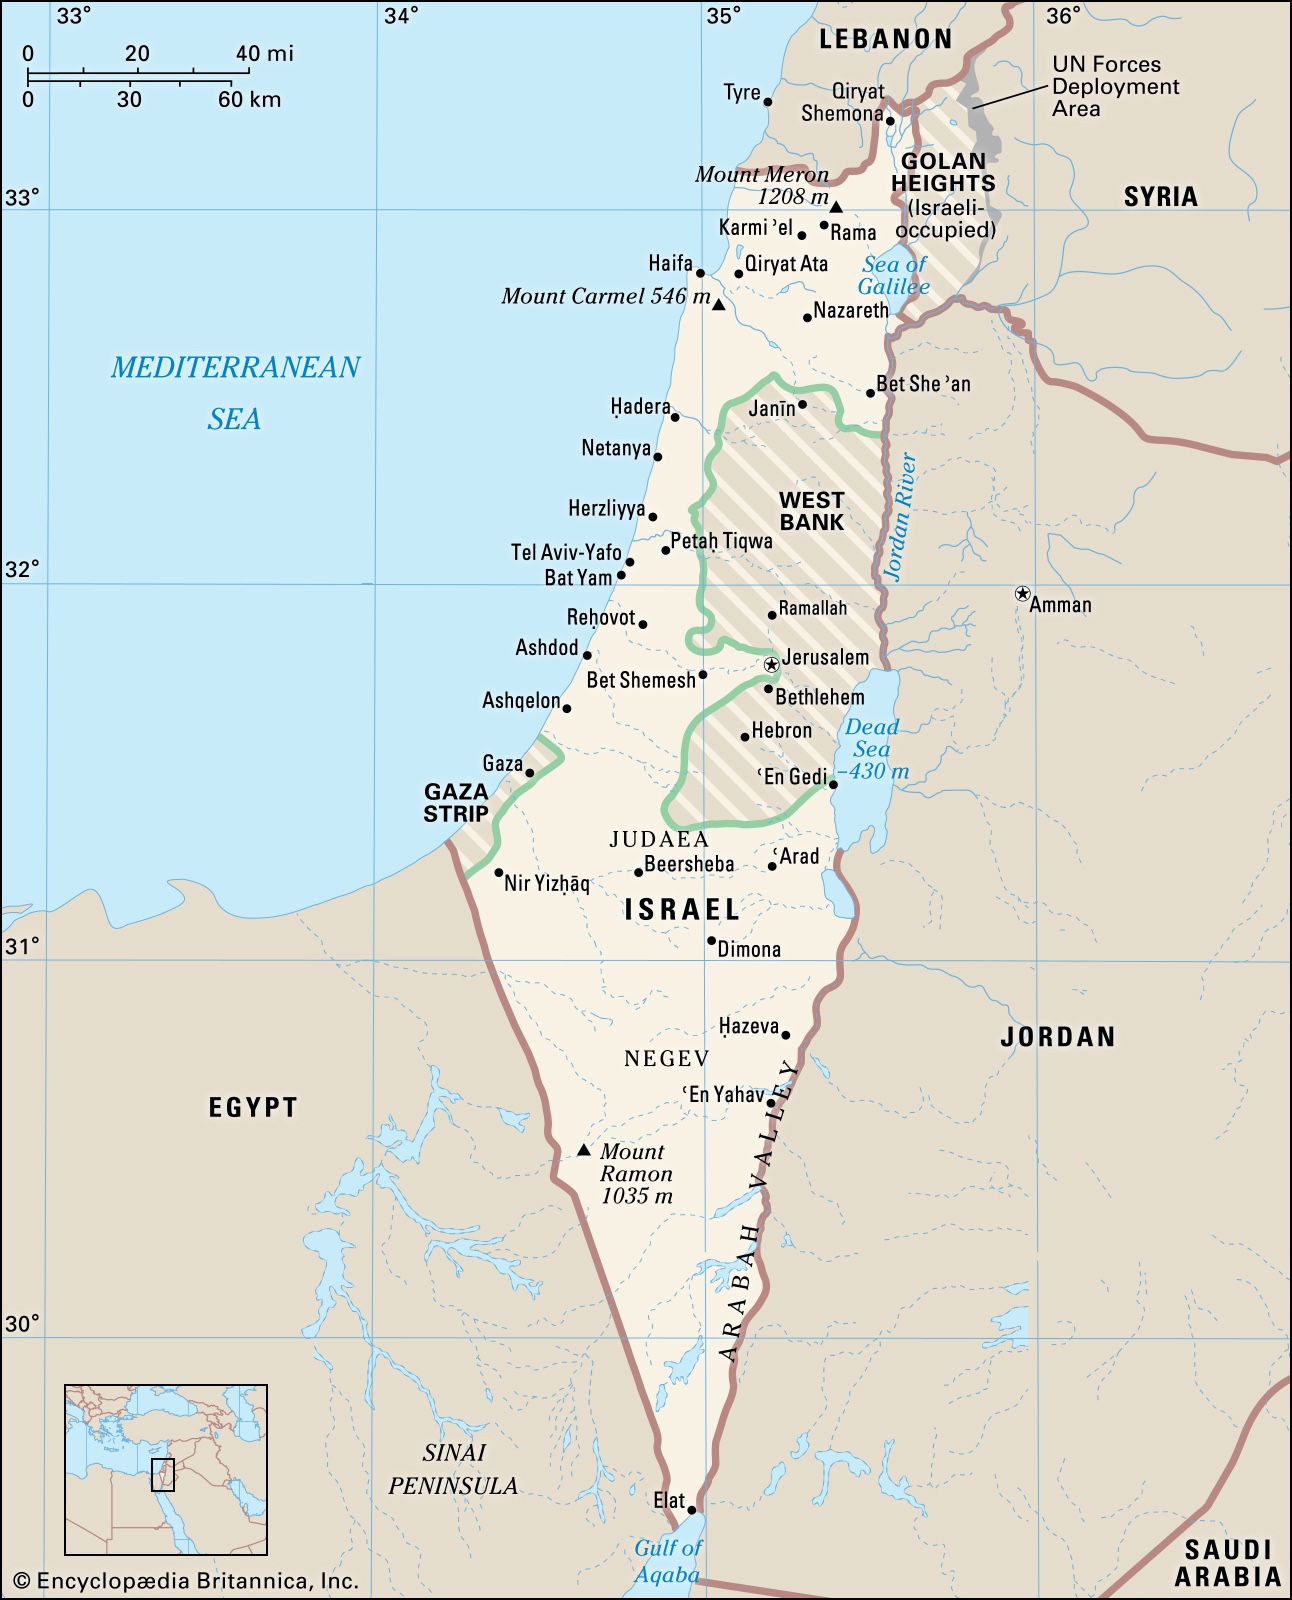 33°
34°
35°
36°
0 20 40 mi
0 30 60 km
LEBANON
UN Forces
Deployment
Area
Tyre
Qiryat
Shemona
GOLAN
HEIGHTS
(Israeli-
occupied)
SYRIA
Mount Meron
1208 m
33°
Karmiʾel
Rama
Haifa
Qiryat Ata
Sea of
Galilee
Mount Carmel 546 m
Nazareth
MEDITERRANEAN
SEA
Bet Sheʾan
Ḥadera
Janīn
Netanya
WEST
BANK
Jordan River
Herzliyya
Petaḥ Tiqwa
Tel Aviv-Yafo
Bat Yam
32°
Amman
Ramallah
Reḥovot
Ashdod
Jerusalem
Bet Shemesh
Bethlehem
Ashqelon
Hebron
Dead
Sea
−430 m
Gaza
ʿEn Gedi
GAZA
STRIP
JUDAEA
Beersheba
ʿArad
Nir Yizḥāq
ISRAEL
31°
Dimona
Ḥazeva
JORDAN
NEGEV
ʿEn Yahav
EGYPT
ARABAH VALLEY
Mount
Ramon
1035 m
30°
SINAI
PENINSULA
Elat
Gulf of
Aqaba
SAUDI
ARABIA
© Encyclopædia Britannica, Inc.